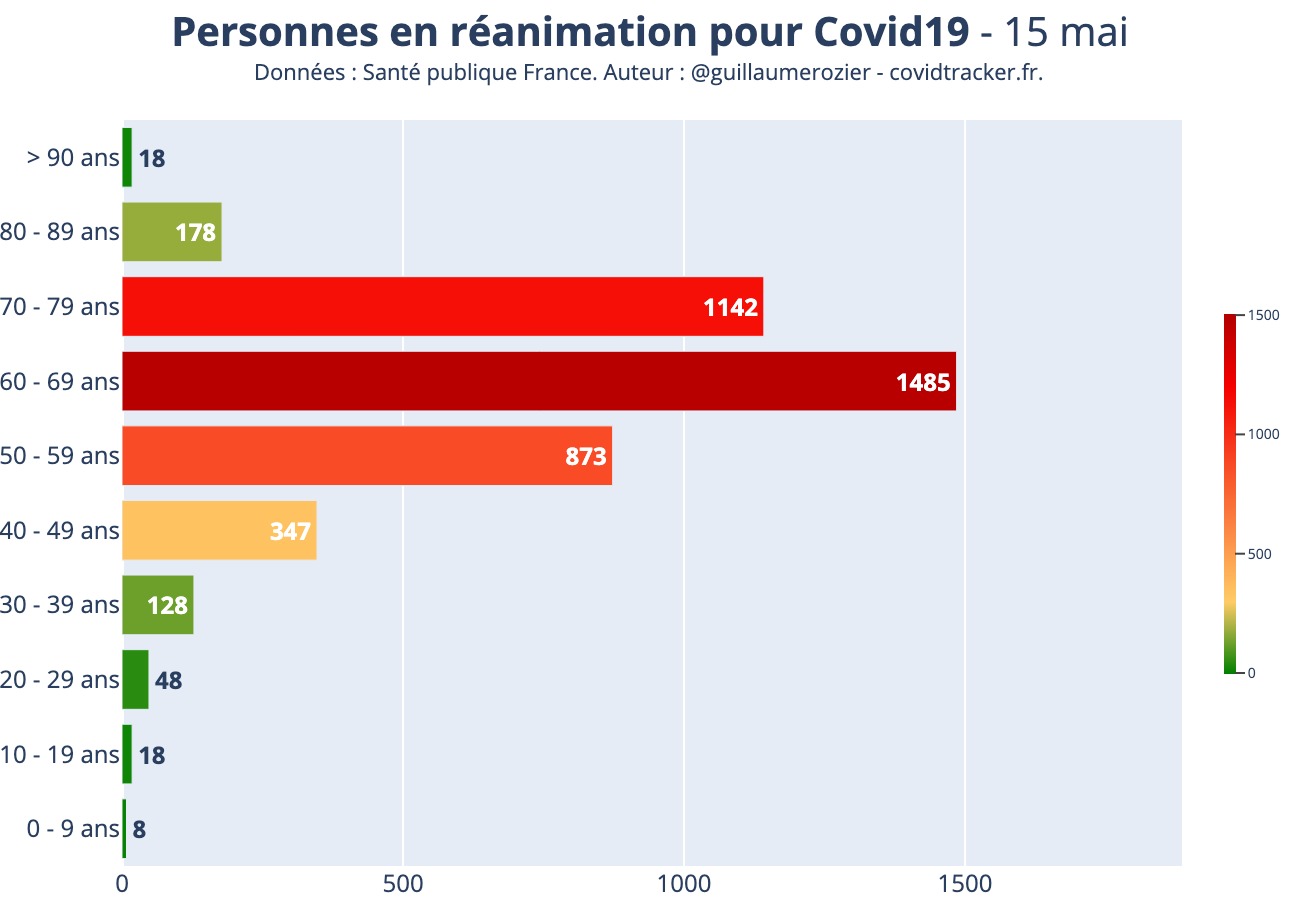 Personnes en réanimation pour Covid19 - 15 mai
Données : Santé publique France. Auteur : @guillaumerozier - covidtracker.fr.
> 90 ans 18
80 - 89 ans 178
70 - 79 ans 1142
60 - 69 ans 1485
50 - 59 ans 873
40 - 49 ans 347
30 - 39 ans 128
20 - 29 ans 48
10 - 19 ans 18
0 - 9 ans 8
0 500 1000 1500
1500
1000
500
0